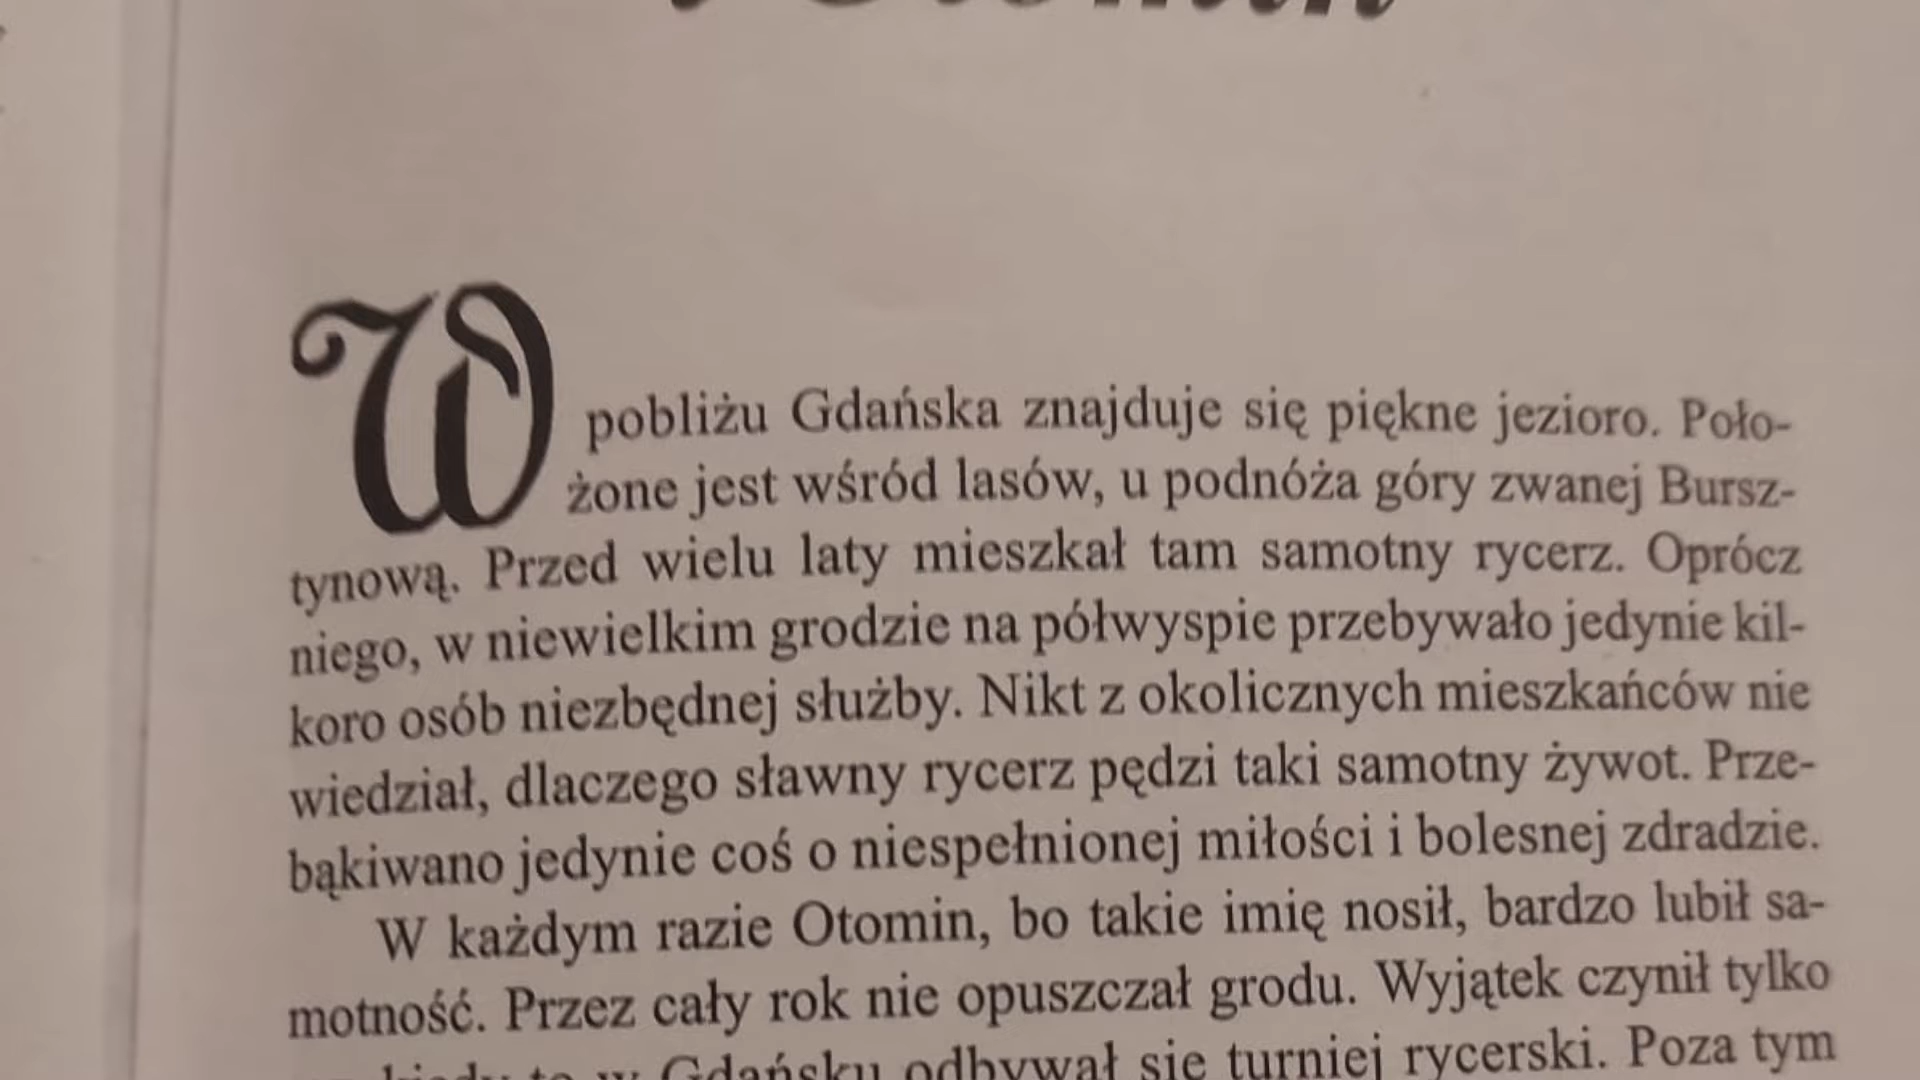 W pobliżu Gdańska znajduje się piękne jezioro. Poło-
żone jest wśród lasów, u podnóża góry zwanej Bursz-
tynową. Przed wielu laty mieszkał tam samotny rycerz. Oprócz
niego, w niewielkim grodzie na półwyspie przebywało jedynie kil-
koro osób niezbędnej służby. Nikt z okolicznych mieszkańców nie
wiedział, dlaczego sławny rycerz pędzi taki samotny żywot. Prze-
bąkiwano jedynie coś o niespełnionej miłości i bolesnej zdradzie.
W każdym razie Otomin, bo takie imię nosił, bardzo lubił sa-
motność. Przez cały rok nie opuszczał grodu. Wyjątek czynił tylko
to w Gdańsku odbywał się turniej rycerski. Poza tym